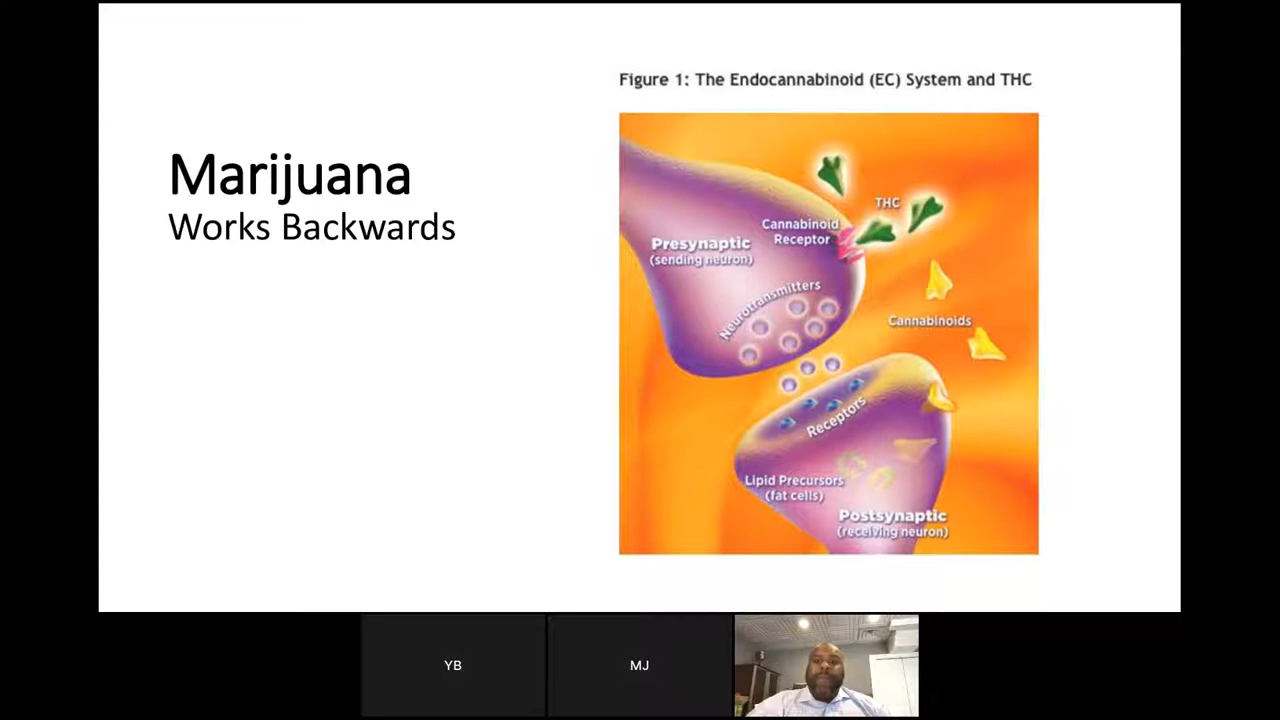 Marijuana
Works Backwards
Figure 1: The Endocannabinoid (EC) System and THC
THC
Cannabinoid
Receptor
Presynaptic
(sending neuron)
Neurotransmitters
Cannabinoids
Receptors
Lipid Precursors
(fat cells)
Postsynaptic
(receiving neuron)
YB
MJ